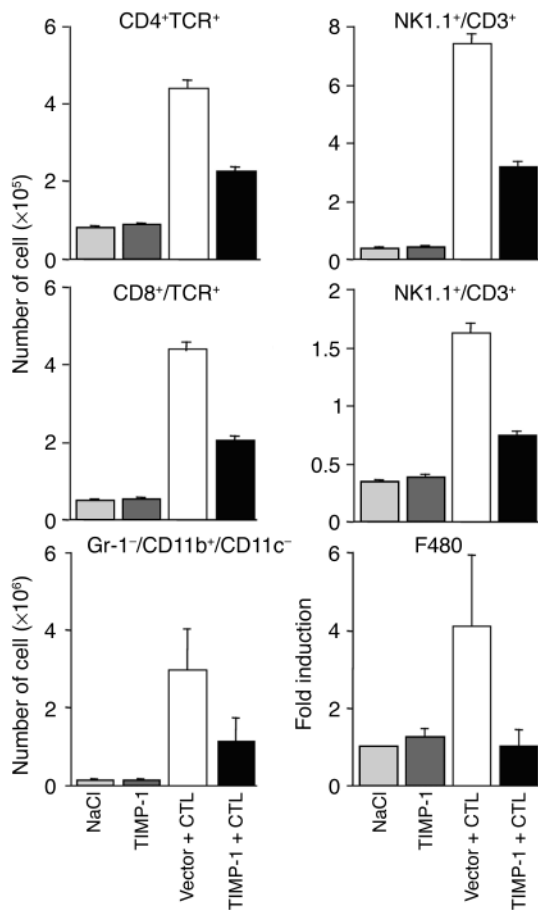 CD4⁺TCR⁺
NK1.1⁺/CD3⁺
6
4
2
0
8
6
4
2
0
Number of cell (×10⁵)
CD8⁺/TCR⁺
NK1.1⁺/CD3⁺
6
4
2
0
2
1.5
1
0.5
0
Gr-1⁻/CD11b⁺/CD11c⁻
F480
Number of cell (×10⁶)
6
4
2
0
Fold induction
6
4
2
0
NaCl
TIMP-1
Vector + CTL
TIMP-1 + CTL
NaCl
TIMP-1
Vector + CTL
TIMP-1 + CTL